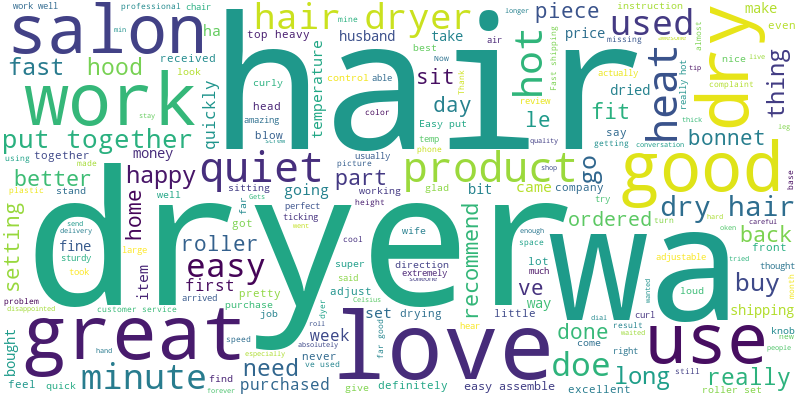 work well
min
professional chair
hair dryer
mine
longer
air
piece
used
instruction
almost
make
even
salon
ha
top heavy
husband
take
best
Now
price
missing
tip
nice
live
fast
hood
received
look
curly
control
able
Thank
hot
Fast shipping
actually
complaint
thing
work
quickly
head
amazing
color
temperature
sit
day
review
dried
really hot
heat
dry
put together
stay
blow
Easy put
temp
le
fit
say
getting
thick
bonnet
conversation
leg
using
together
money
made
screw
phone
quality
hair
better
plastic
happy
quiet
usually
picture
product
shop
go
good
base
stand
well
sitting
going
part
working
glad
bit
came
company
try
setting
home
far
Gets
got
perfect
ticking
height
recommend
ordered
dry hair
send
delivery
fine
sturdy
took
roller
large
cool
wife
enough
space
turn
hard
careful
back
front
oken
tried
dryer
wa
item
easy
first
super
said
direction
extremely
someone
ve
lot
much
way
adjustable
loud
thought
buy
worth
problem
disappointed
arrived
customer service
pretty
purchase
job
adjust
Celsius
set
drying
little
wanted
dial
shipping
knob
new
people
great
bought
speed
especially
roll
dyer
week
absolutely
never
ve used
far good
hear
love
curl
done
come
result
waited
right
use
feel
quick
minute
hand
find
forever
need
purchased
give
definitely
easy assemble
doe
excellent
long
still
roller set
really